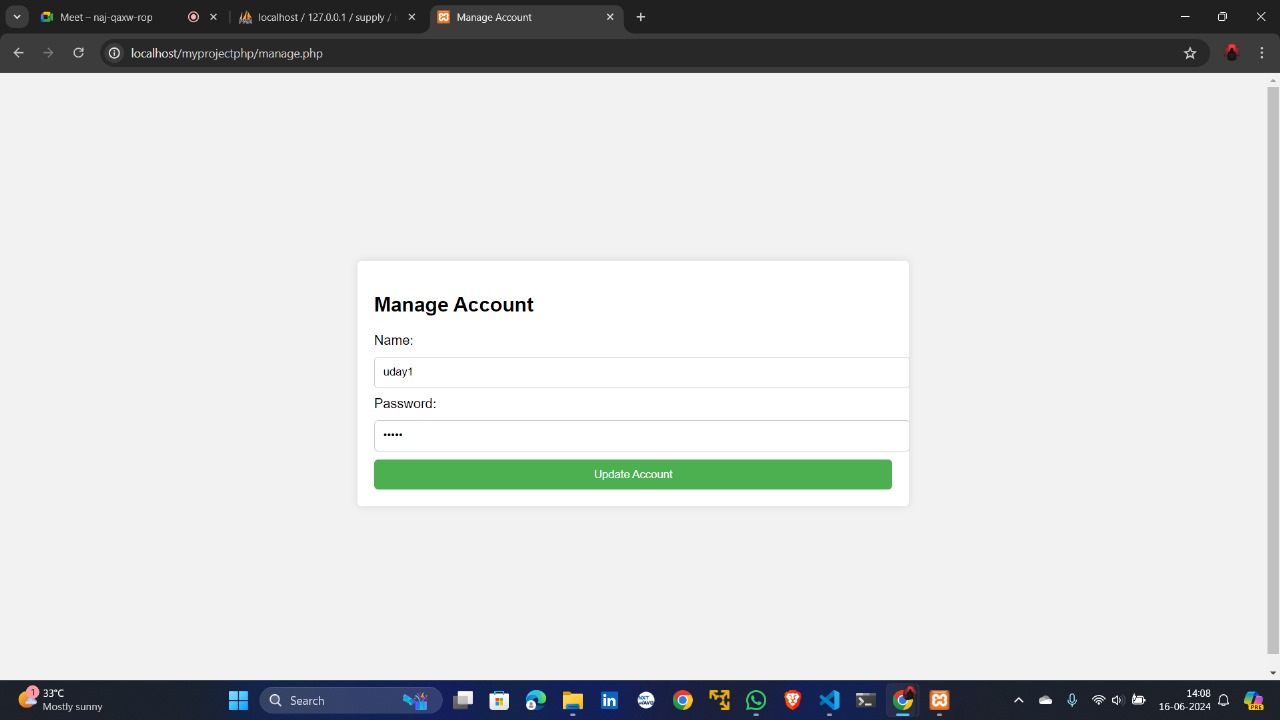 Meet – naj-qaxw-rop
localhost / 127.0.0.1 / supply /
Manage Account
localhost/myprojectphp/manage.php
Manage Account
Name:
uday1
Password:
•••••
Update Account
1
33°C
Mostly sunny
Search
14:08
16-06-2024